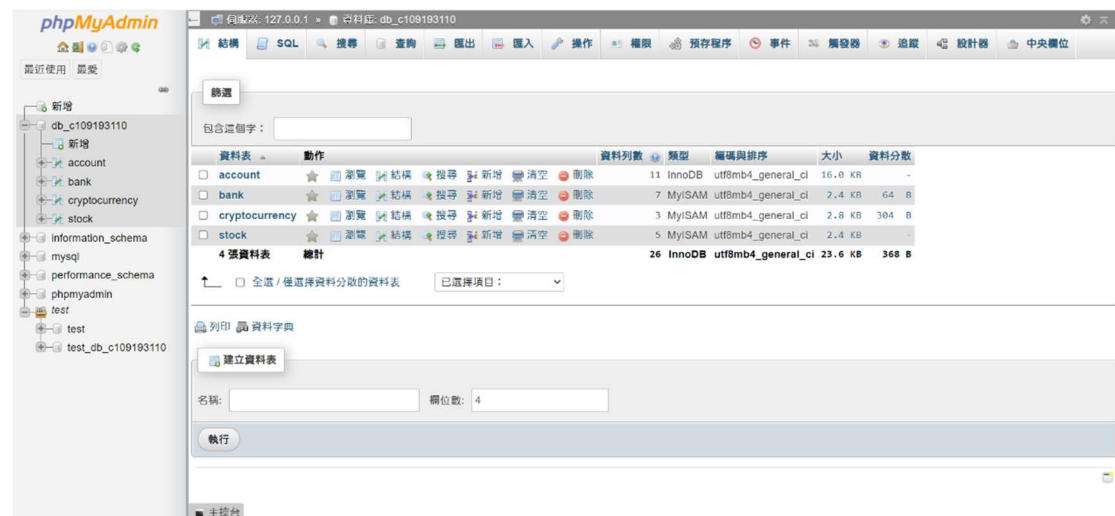 phpMyAdmin
最近使用 最愛
新增
db_c109193110
新增
account
bank
cryptocurrency
stock
information_schema
mysql
performance_schema
phpmyadmin
test
test
test_db_c109193110
伺服器: 127.0.0.1 » 資料庫: db_c109193110
結構 SQL 搜尋 查詢 匯出 匯入 操作 權限 預存程序 事件 觸發器 追蹤 設計器 中央欄位
篩選
包含這個字：
資料表 動作 資料列數 類型 編碼與排序 大小 資料分散
account 瀏覽 結構 搜尋 新增 清空 刪除 11 InnoDB utf8mb4_general_ci 16.0 KB -
bank 瀏覽 結構 搜尋 新增 清空 刪除 7 MyISAM utf8mb4_general_ci 2.4 KB 64 B
cryptocurrency 瀏覽 結構 搜尋 新增 清空 刪除 3 MyISAM utf8mb4_general_ci 2.8 KB 304 B
stock 瀏覽 結構 搜尋 新增 清空 刪除 5 MyISAM utf8mb4_general_ci 2.4 KB -
4 張資料表 總計 26 InnoDB utf8mb4_general_ci 23.6 KB 368 B
全選 / 僅選擇資料分散的資料表 已選擇項目：
列印 資料字典
建立資料表
名稱: 欄位數: 4
執行
主控台